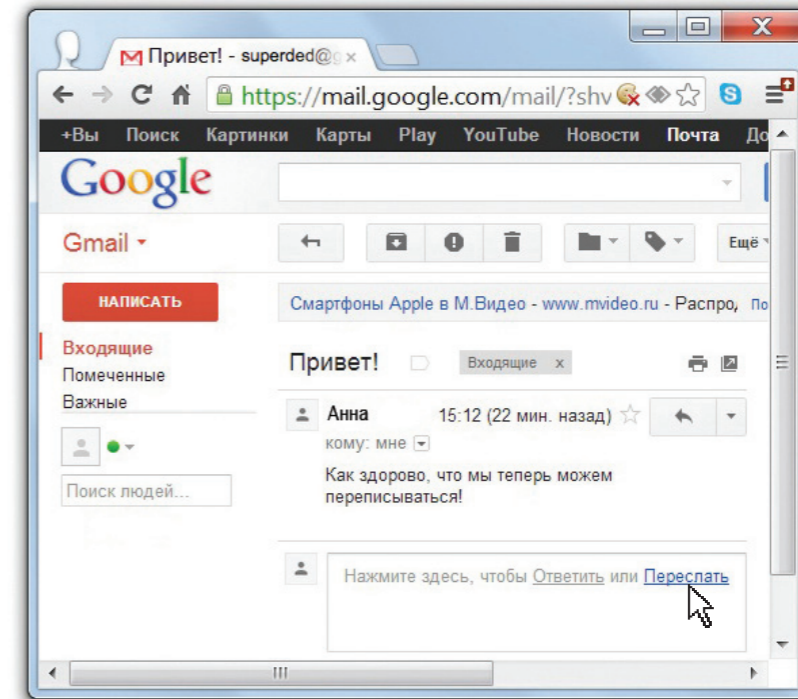 Привет! - superded@g
https://mail.google.com/mail/?shv
+Вы Поиск Картинки Карты Play YouTube Новости Почта До
Google
Gmail
Ещё
НАПИСАТЬ
Смартфоны Apple в М.Видео - www.mvideo.ru - Распро, По
Входящие
Помеченные
Важные
Привет! Входящие x
Анна 15:12 (22 мин. назад)
кому: мне
Как здорово, что мы теперь можем
переписываться!
Поиск людей...
Нажмите здесь, чтобы Ответить или Переслать